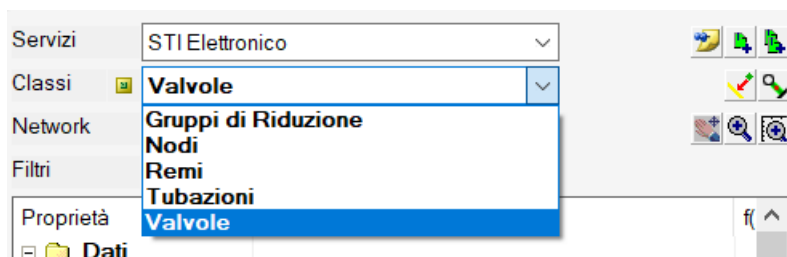 Servizi STI Elettronico
Classi Valvole
Network Gruppi di Riduzione
Nodi
Filtri Remi
Tubazioni
Proprietà Valvole f(
Dati